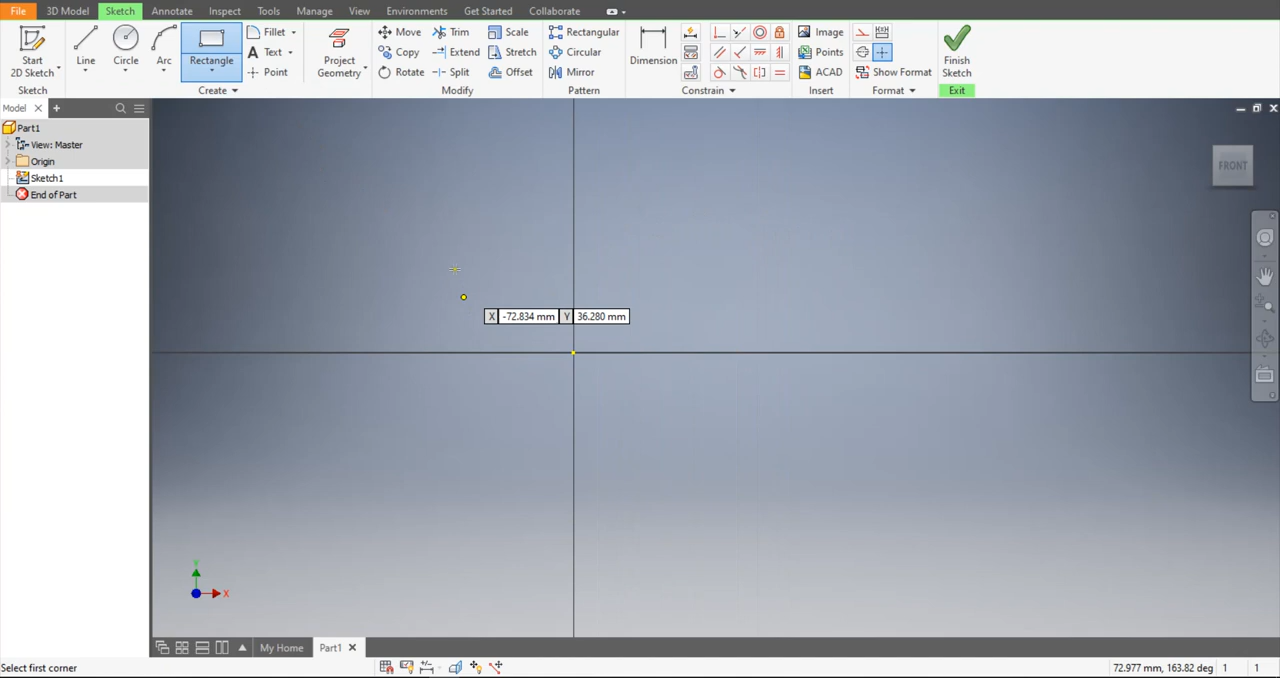 File 3D Model Sketch Annotate Inspect Tools Manage View Environments Get Started Collaborate
Start 2D Sketch Line Circle Arc Rectangle Fillet Text Point Project Geometry
Move Trim Scale
Copy Extend Stretch
Rotate Split Offset
Rectangular
Circular
Mirror
Dimension
Image
Points
ACAD
Show Format
Finish Sketch
Sketch Create Modify Pattern Constrain Insert Format Exit
Model
Part1
View: Master
Origin
Sketch1
End of Part
FRONT
X -72.834 mm Y 36.280 mm
Y
X
My Home Part1
Select first corner 72.977 mm, 163.82 deg 1 1